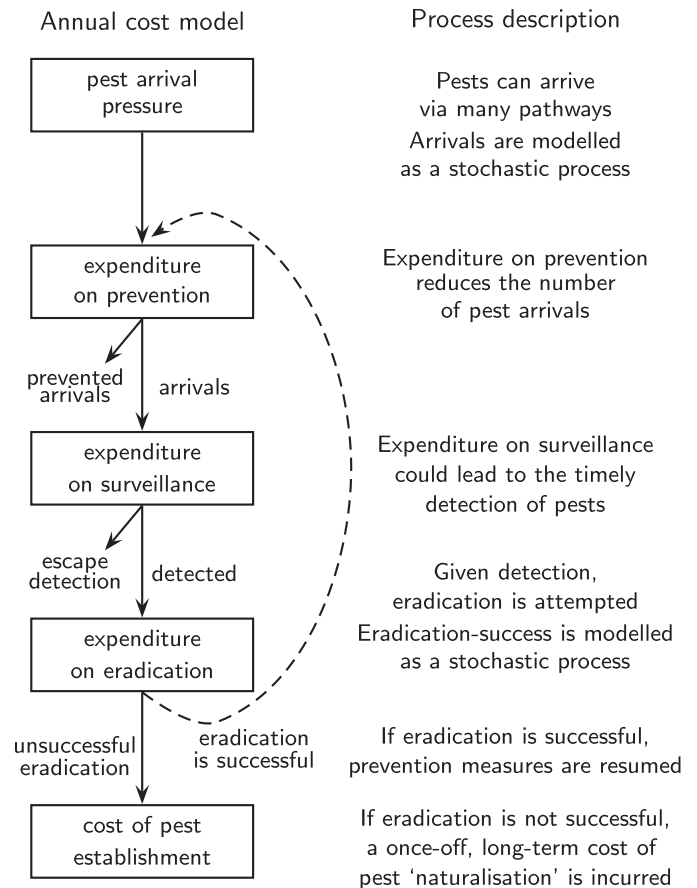 Annual cost model
Process description
pest arrival
pressure
Pests can arrive
via many pathways
Arrivals are modelled
as a stochastic process
expenditure
on prevention
Expenditure on prevention
reduces the number
of pest arrivals
prevented
arrivals
arrivals
expenditure
on surveillance
Expenditure on surveillance
could lead to the timely
detection of pests
escape
detection
detected
Given detection,
eradication is attempted
Eradication-success is modelled
as a stochastic process
expenditure
on eradication
unsuccessful
eradication
eradication
is successful
If eradication is successful,
prevention measures are resumed
cost of pest
establishment
If eradication is not successful,
a once-off, long-term cost of
pest ‘naturalisation’ is incurred